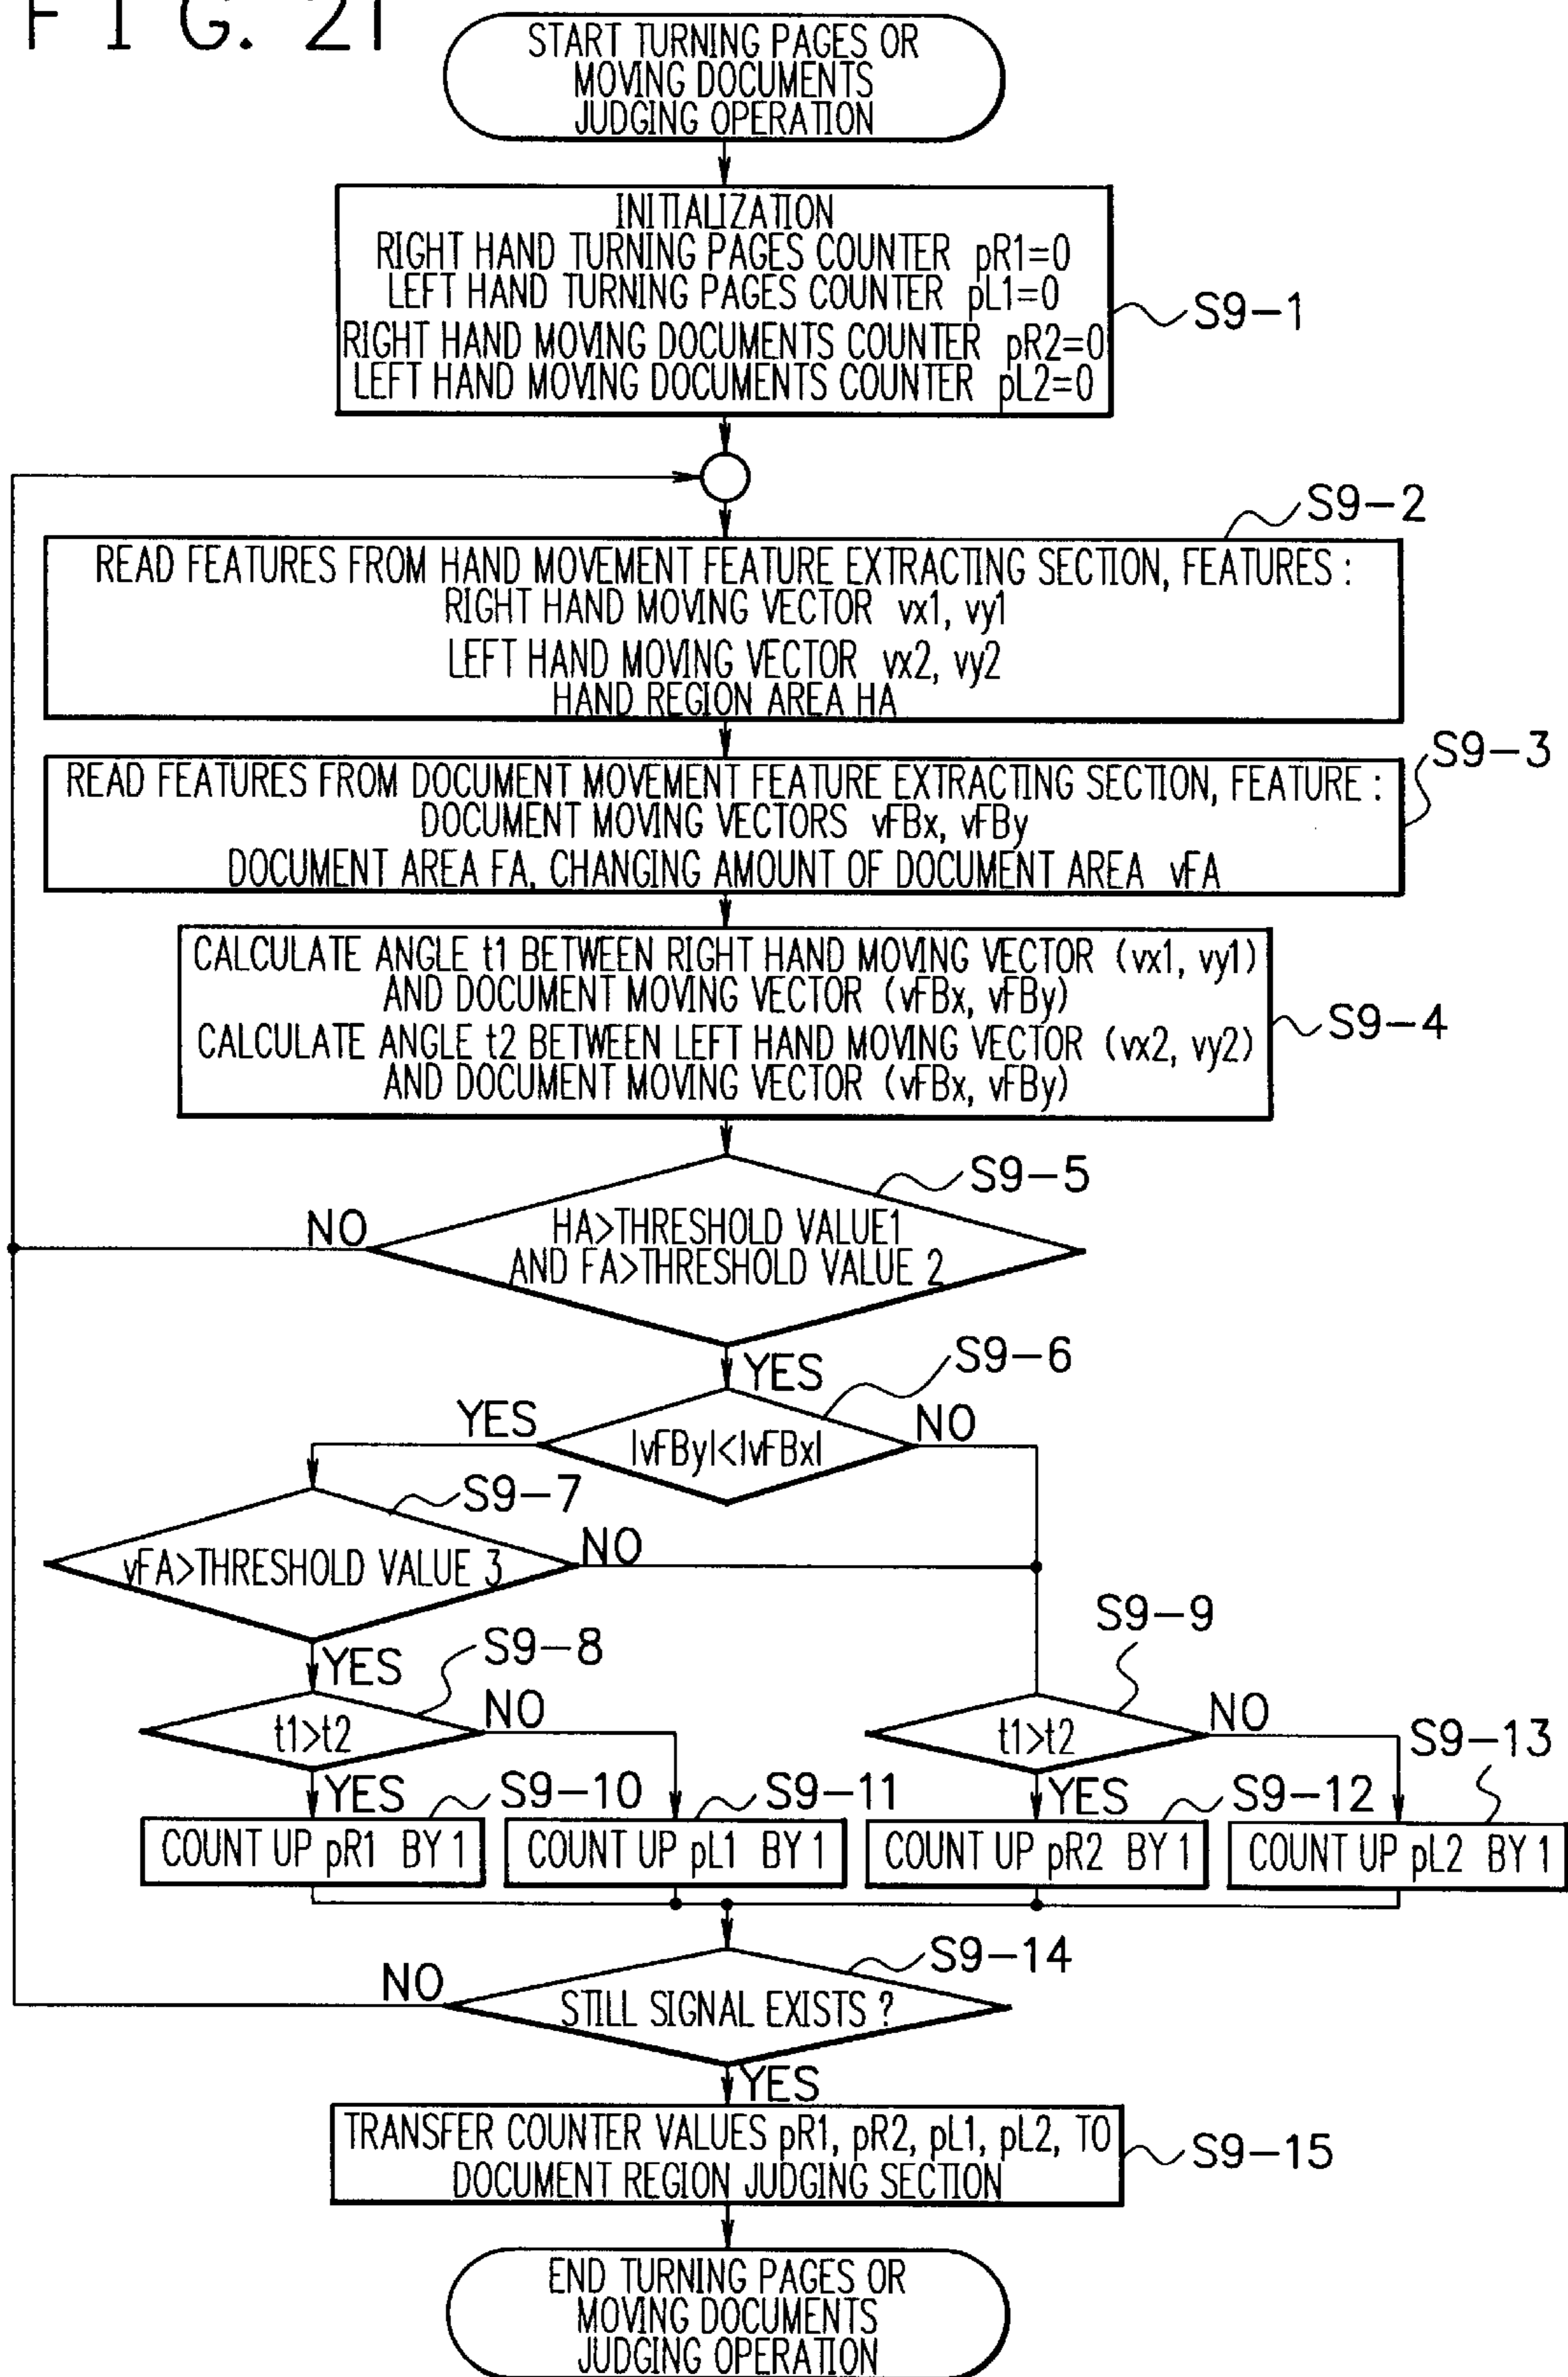 FIG. 21
START TURNING PAGES OR
MOVING DOCUMENTS
JUDGING OPERATION
INITIALIZATION
RIGHT HAND TURNING PAGES COUNTER pR1=0
LEFT HAND TURNING PAGES COUNTER pL1=0
RIGHT HAND MOVING DOCUMENTS COUNTER pR2=0
LEFT HAND MOVING DOCUMENTS COUNTER pL2=0
S9-1
S9-2
READ FEATURES FROM HAND MOVEMENT FEATURE EXTRACTING SECTION, FEATURES :
RIGHT HAND MOVING VECTOR vx1, vy1
LEFT HAND MOVING VECTOR vx2, vy2
HAND REGION AREA HA
S9-3
READ FEATURES FROM DOCUMENT MOVEMENT FEATURE EXTRACTING SECTION, FEATURE :
DOCUMENT MOVING VECTORS vFBx, vFBy
DOCUMENT AREA FA, CHANGING AMOUNT OF DOCUMENT AREA vFA
CALCULATE ANGLE t1 BETWEEN RIGHT HAND MOVING VECTOR (vx1, vy1)
AND DOCUMENT MOVING VECTOR (vFBx, vFBy)
CALCULATE ANGLE t2 BETWEEN LEFT HAND MOVING VECTOR (vx2, vy2)
AND DOCUMENT MOVING VECTOR (vFBx, vFBy)
S9-4
S9-5
NO
HA>THRESHOLD VALUE1
AND FA>THRESHOLD VALUE 2
YES
S9-6
YES
|vFBy|<|vFBx|
NO
S9-7
vFA>THRESHOLD VALUE 3
NO
YES
S9-8
t1>t2
NO
S9-9
t1>t2
NO
S9-13
YES
S9-10
S9-11
YES
S9-12
COUNT UP pR1 BY 1
COUNT UP pL1 BY 1
COUNT UP pR2 BY 1
COUNT UP pL2 BY 1
S9-14
NO
STILL SIGNAL EXISTS ?
YES
TRANSFER COUNTER VALUES pR1, pR2, pL1, pL2, TO
DOCUMENT REGION JUDGING SECTION
S9-15
END TURNING PAGES OR
MOVING DOCUMENTS
JUDGING OPERATION